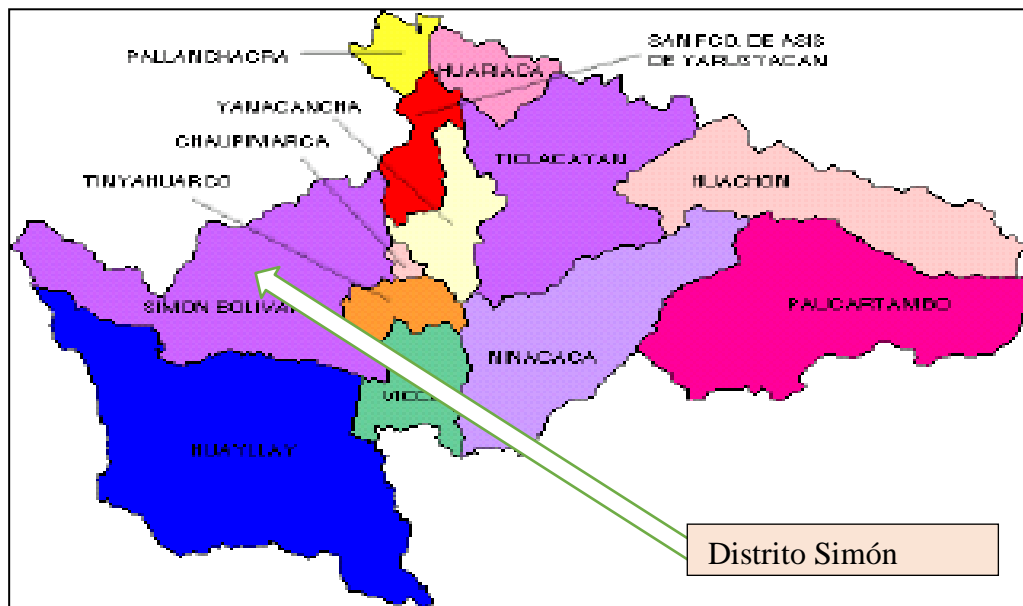 PALLANCHACRA
SAN FCO. DE ASIS
DE YARUSYACAN
HUARIACA
YANACANCHA
CHAUPIMARCA
TICLACAYAN
TINYAHUARCO
HUACHON
SIMON BOLIVAR
PAUCARTAMBO
NINACACA
HUAYLLAY
Distrito Simón